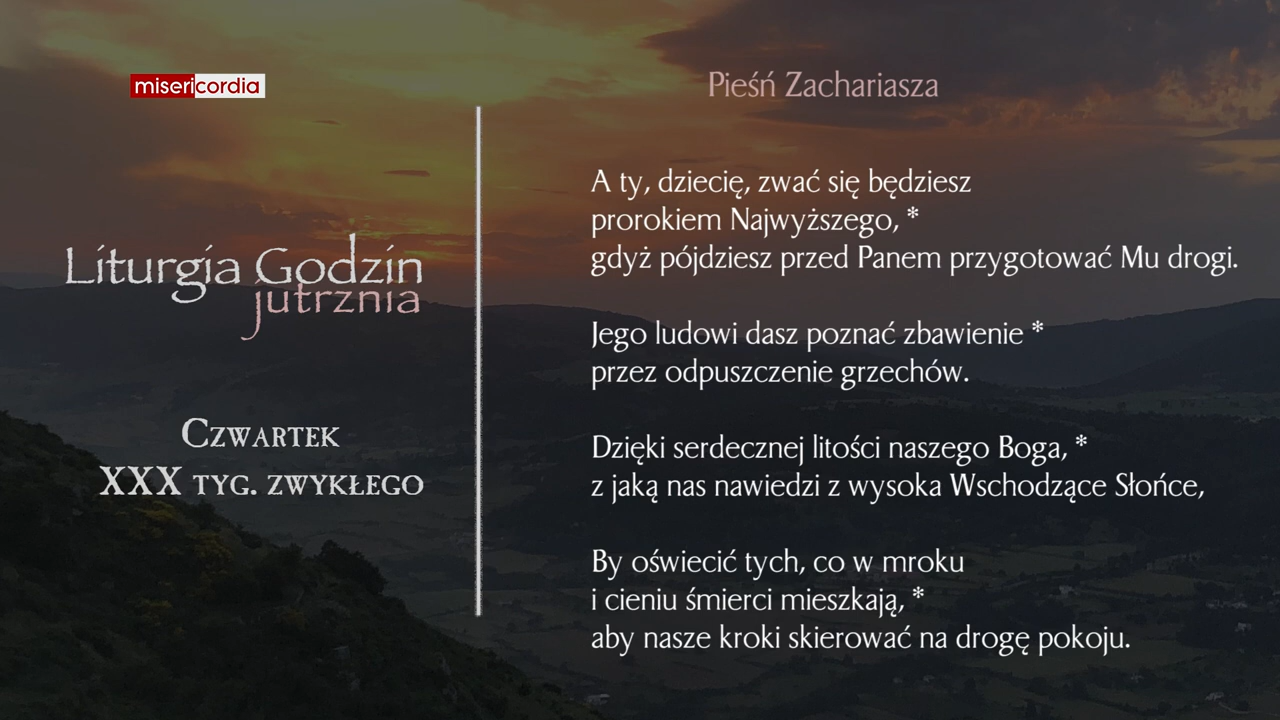 misericordia
Liturgia Godzin
jutrznia
Czwartek
XXX tyg. zwykłego
Pieśń Zachariasza
A ty, dziecię, zwać się będziesz
prorokiem Najwyższego, *
gdyż pójdziesz przed Panem przygotować Mu drogi.
Jego ludowi dasz poznać zbawienie *
przez odpuszczenie grzechów.
Dzięki serdecznej litości naszego Boga, *
z jaką nas nawiedzi z wysoka Wschodzące Słońce,
By oświecić tych, co w mroku
i cieniu śmierci mieszkają, *
aby nasze kroki skierować na drogę pokoju.